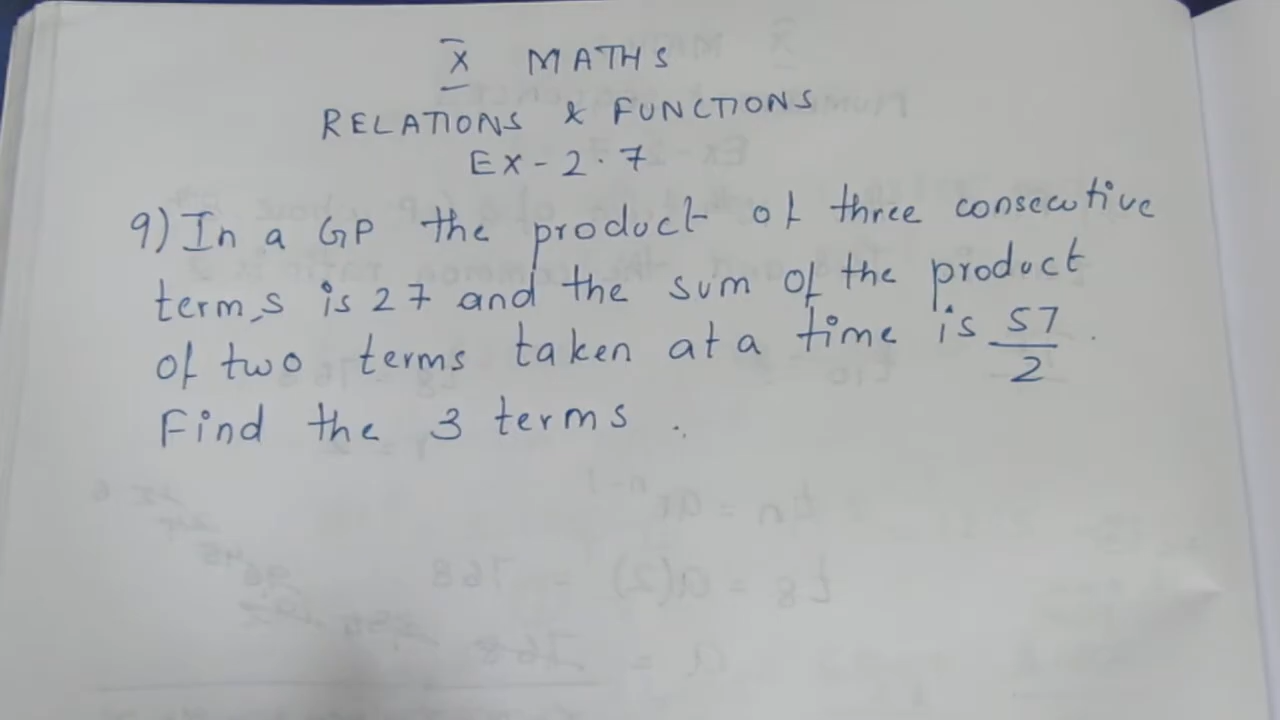 X MATHS
RELATIONS & FUNCTIONS
Ex - 2.7
9) In a GP the product of three consecutive
terms is 27 and the sum of the product
of two terms taken at a time is 57/2.
Find the 3 terms.